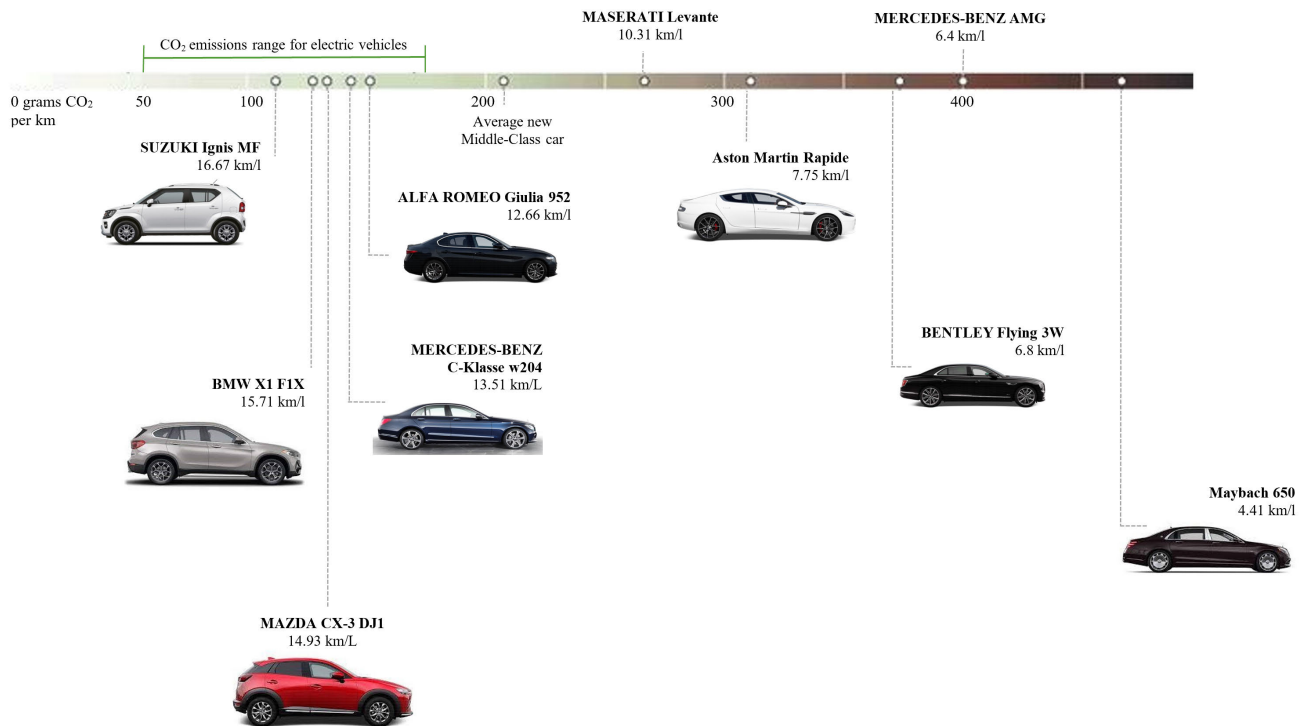 MASERATI Levante
10.31 km/l
MERCEDES-BENZ AMG
6.4 km/l
CO₂ emissions range for electric vehicles
0 grams CO₂
per km
50
100
200
300
400
Average new
Middle-Class car
SUZUKI Ignis MF
16.67 km/l
ALFA ROMEO Giulia 952
12.66 km/l
Aston Martin Rapide
7.75 km/l
MERCEDES-BENZ
C-Klasse w204
13.51 km/L
BENTLEY Flying 3W
6.8 km/l
BMW X1 F1X
15.71 km/l
Maybach 650
4.41 km/l
MAZDA CX-3 DJ1
14.93 km/L